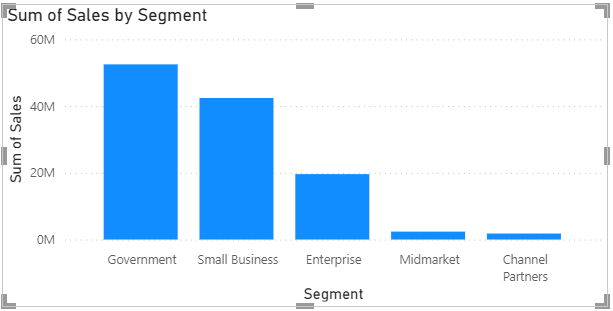 Sum of Sales by Segment
60M
40M
20M
0M
Sum of Sales
Government
Small Business
Enterprise
Midmarket
Channel
Partners
Segment